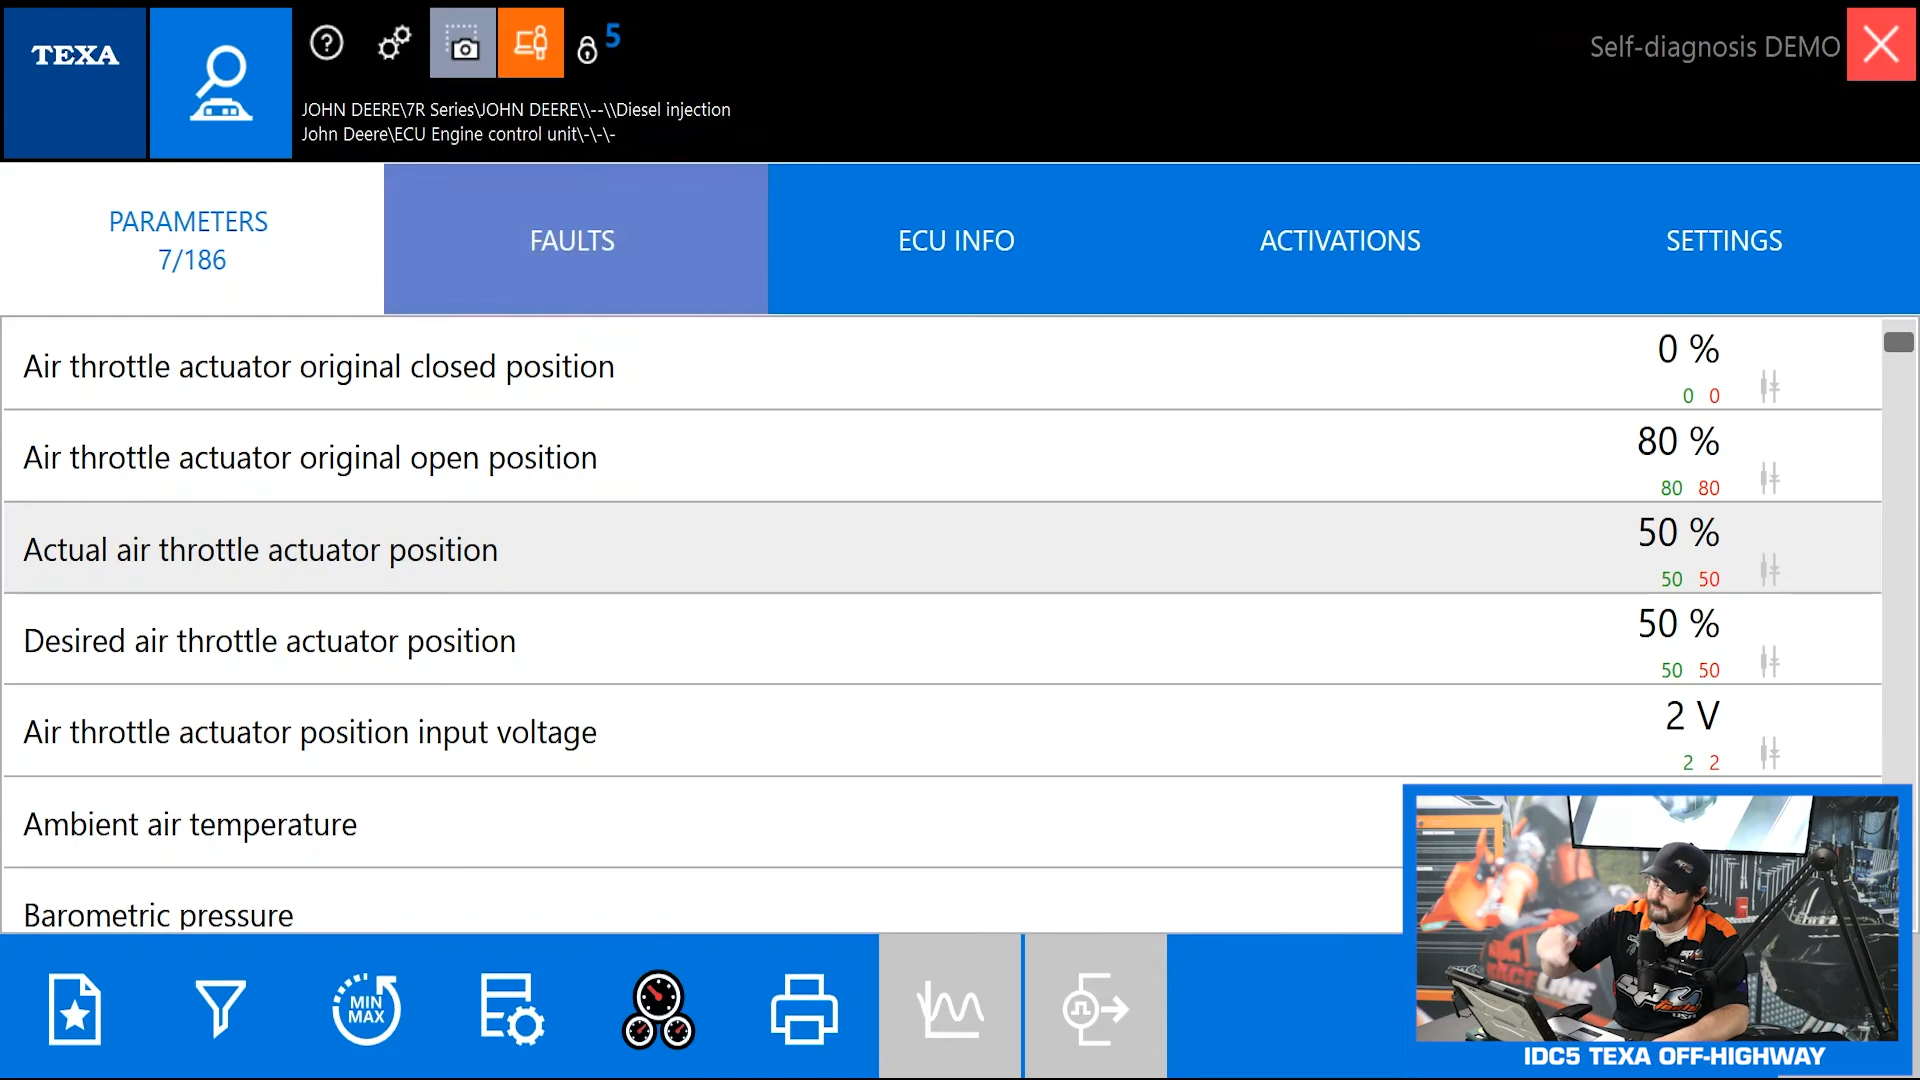 TEXA
5
Self-diagnosis DEMO
JOHN DEERE\7R Series\JOHN DEERE\\--\\Diesel injection
John Deere\ECU Engine control unit\-\-\-
PARAMETERS
7/186
FAULTS
ECU INFO
ACTIVATIONS
SETTINGS
Air throttle actuator original closed position
0 %
0 0
Air throttle actuator original open position
80 %
80 80
Actual air throttle actuator position
50 %
50 50
Desired air throttle actuator position
50 %
50 50
Air throttle actuator position input voltage
2 V
2 2
Ambient air temperature
Barometric pressure
MIN
MAX
IDC5 TEXA OFF-HIGHWAY